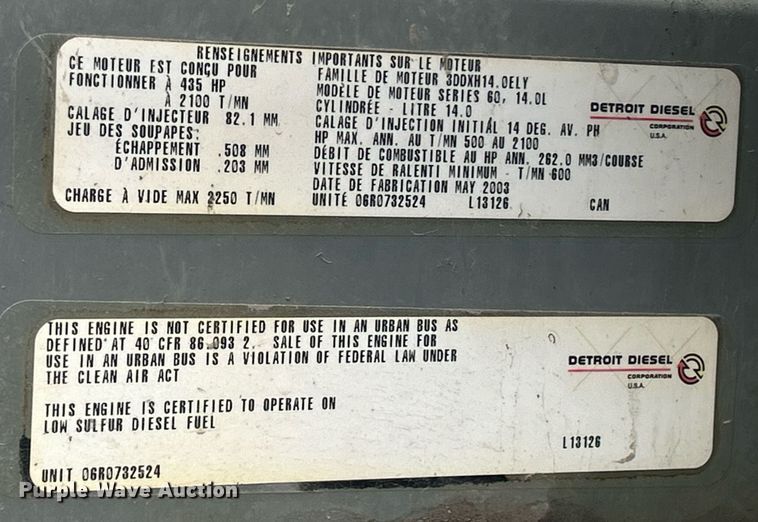 RENSEIGNEMENTS IMPORTANTS SUR LE MOTEUR
CE MOTEUR EST CONÇU POUR
FONCTIONNER À 435 HP
À 2100 T/MN
CALAGE D'INJECTEUR 82.1 MM
JEU DES SOUPAPES:
ÉCHAPPEMENT .508 MM
D'ADMISSION .203 MM
CHARGE À VIDE MAX 2250 T/MN
FAMILLE DE MOTEUR 3DDXH14.0ELY
MODÈLE DE MOTEUR SERIES 60, 14.0L
CYLINDRÉE - LITRE 14.0
CALAGE D'INJECTION INITIAL 14 DEG. AV. PH
HP MAX. ANN. AU T/MN 500 AU 2100
DÉBIT DE COMBUSTIBLE AU HP ANN. 262.0 MM3/COURSE
VITESSE DE RALENTI MINIMUM - T/MN 600
DATE DE FABRICATION MAY 2003
UNITÉ 06R0732524 L13126 CAN
DETROIT DIESEL
CORPORATION
U.S.A.
THIS ENGINE IS NOT CERTIFIED FOR USE IN AN URBAN BUS AS
DEFINED AT 40 CFR 86.093 2. SALE OF THIS ENGINE FOR
USE IN AN URBAN BUS IS A VIOLATION OF FEDERAL LAW UNDER
THE CLEAN AIR ACT
THIS ENGINE IS CERTIFIED TO OPERATE ON
LOW SULFUR DIESEL FUEL
DETROIT DIESEL
CORPORATION
U.S.A.
L13126
UNIT 06R0732524
Purple Wave Auction